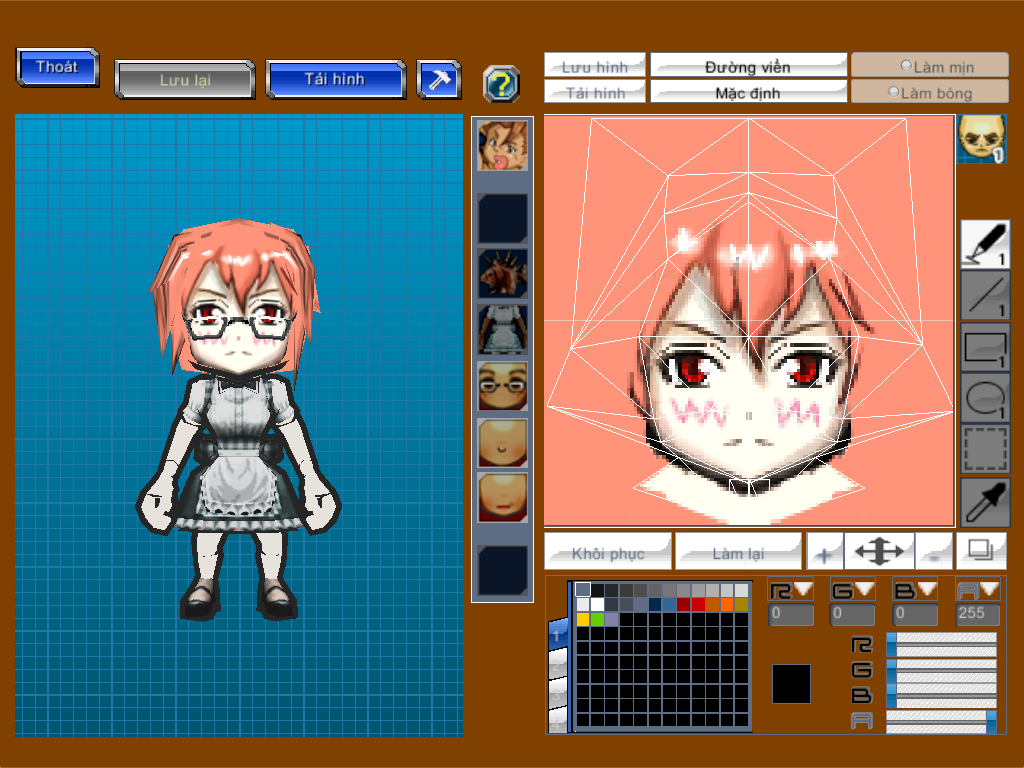 Thoát
Lưu lại
Tải hình
?
Lưu hình
Đường viền
Làm mịn
Tải hình
Mặc định
Làm bóng
1
1
1
1
1
Khôi phục
Làm lại
+
-
R
G
B
A
0
0
0
255
1
R
G
B
A